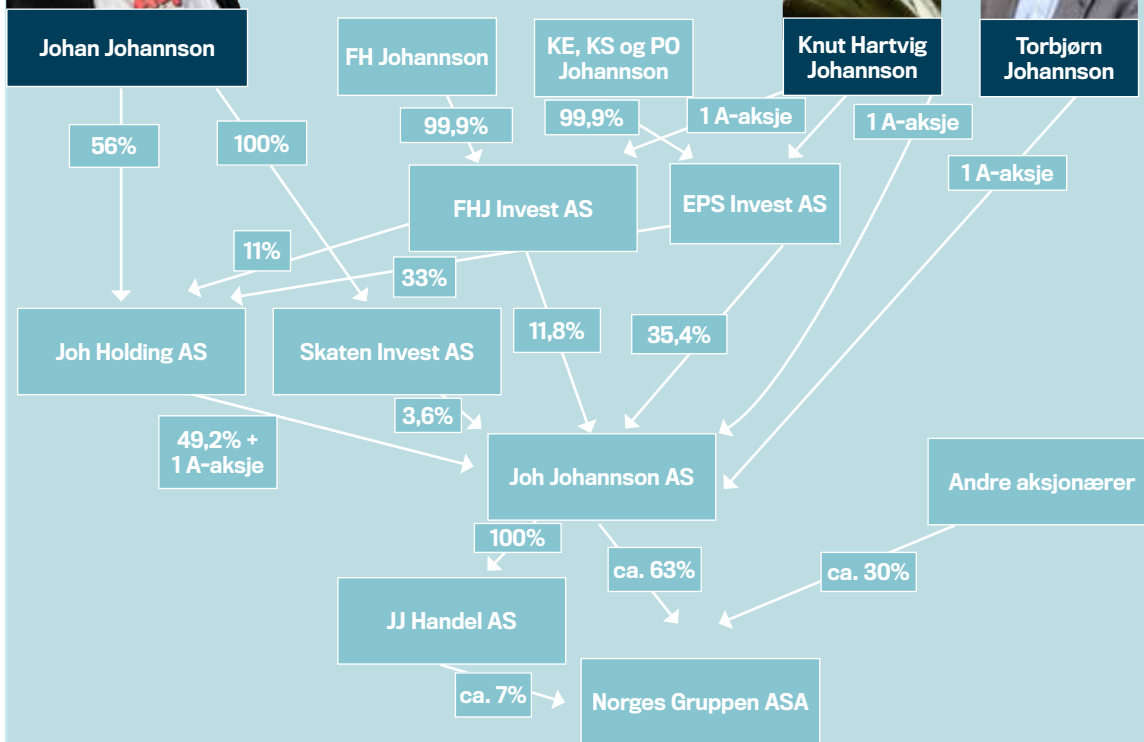 Johan Johannson
FH Johannson
KE, KS og PO
Johannson
Knut Hartvig
Johannson
Torbjørn
Johannson
56%
100%
99,9%
99,9%
1 A-aksje
1 A-aksje
1 A-aksje
FHJ Invest AS
EPS Invest AS
11%
33%
Joh Holding AS
Skaten Invest AS
11,8%
35,4%
3,6%
49,2% +
1 A-aksje
Joh Johannson AS
Andre aksjonærer
100%
ca. 63%
ca. 30%
JJ Handel AS
ca. 7%
Norges Gruppen ASA